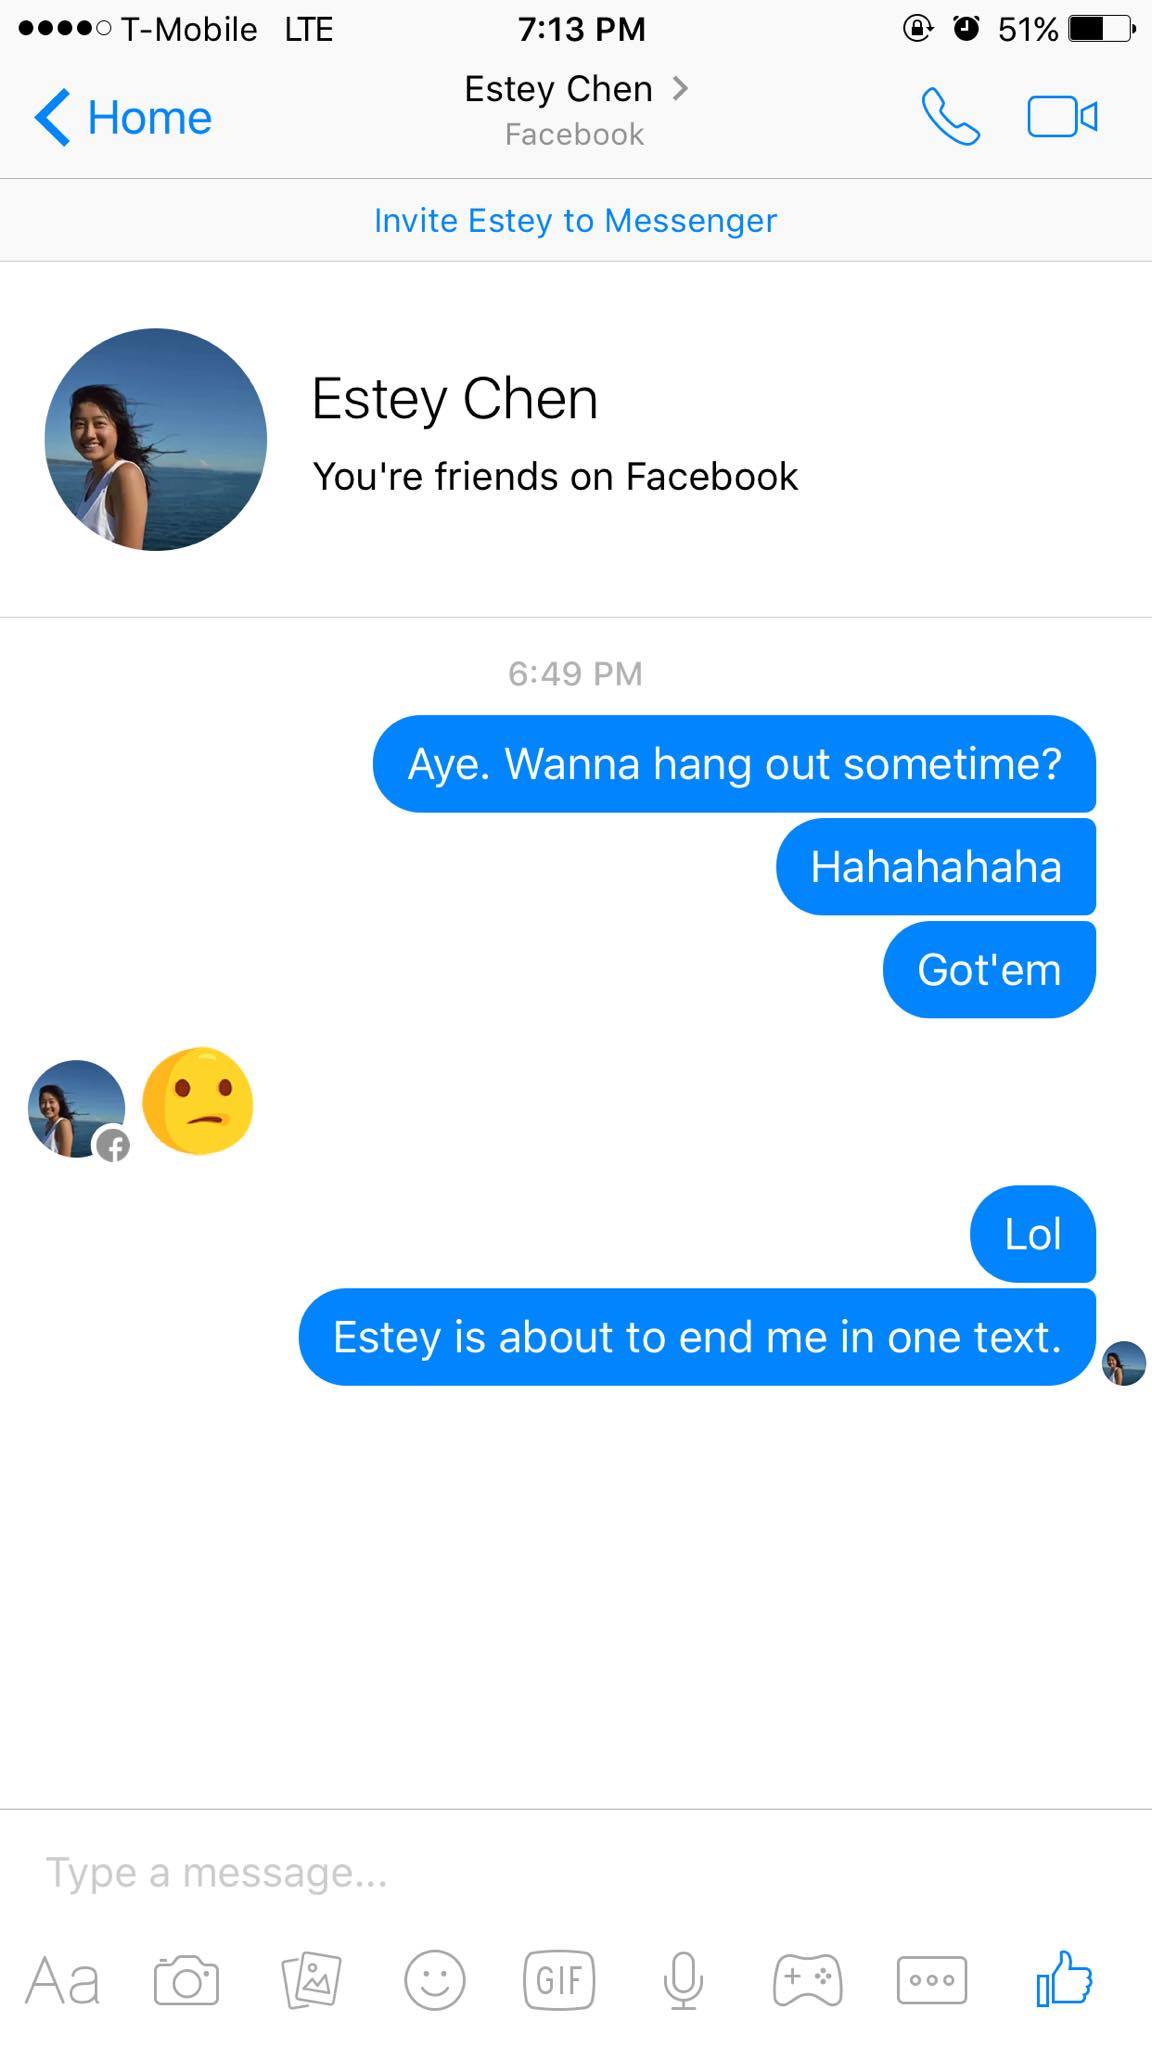 T-Mobile LTE 7:13 PM 51%
Home
Estey Chen
Facebook
Invite Estey to Messenger
Estey Chen
You're friends on Facebook
6:49 PM
Aye. Wanna hang out sometime?
Hahahahaha
Got'em
Lol
Estey is about to end me in one text.
Type a message...
Aa
GIF